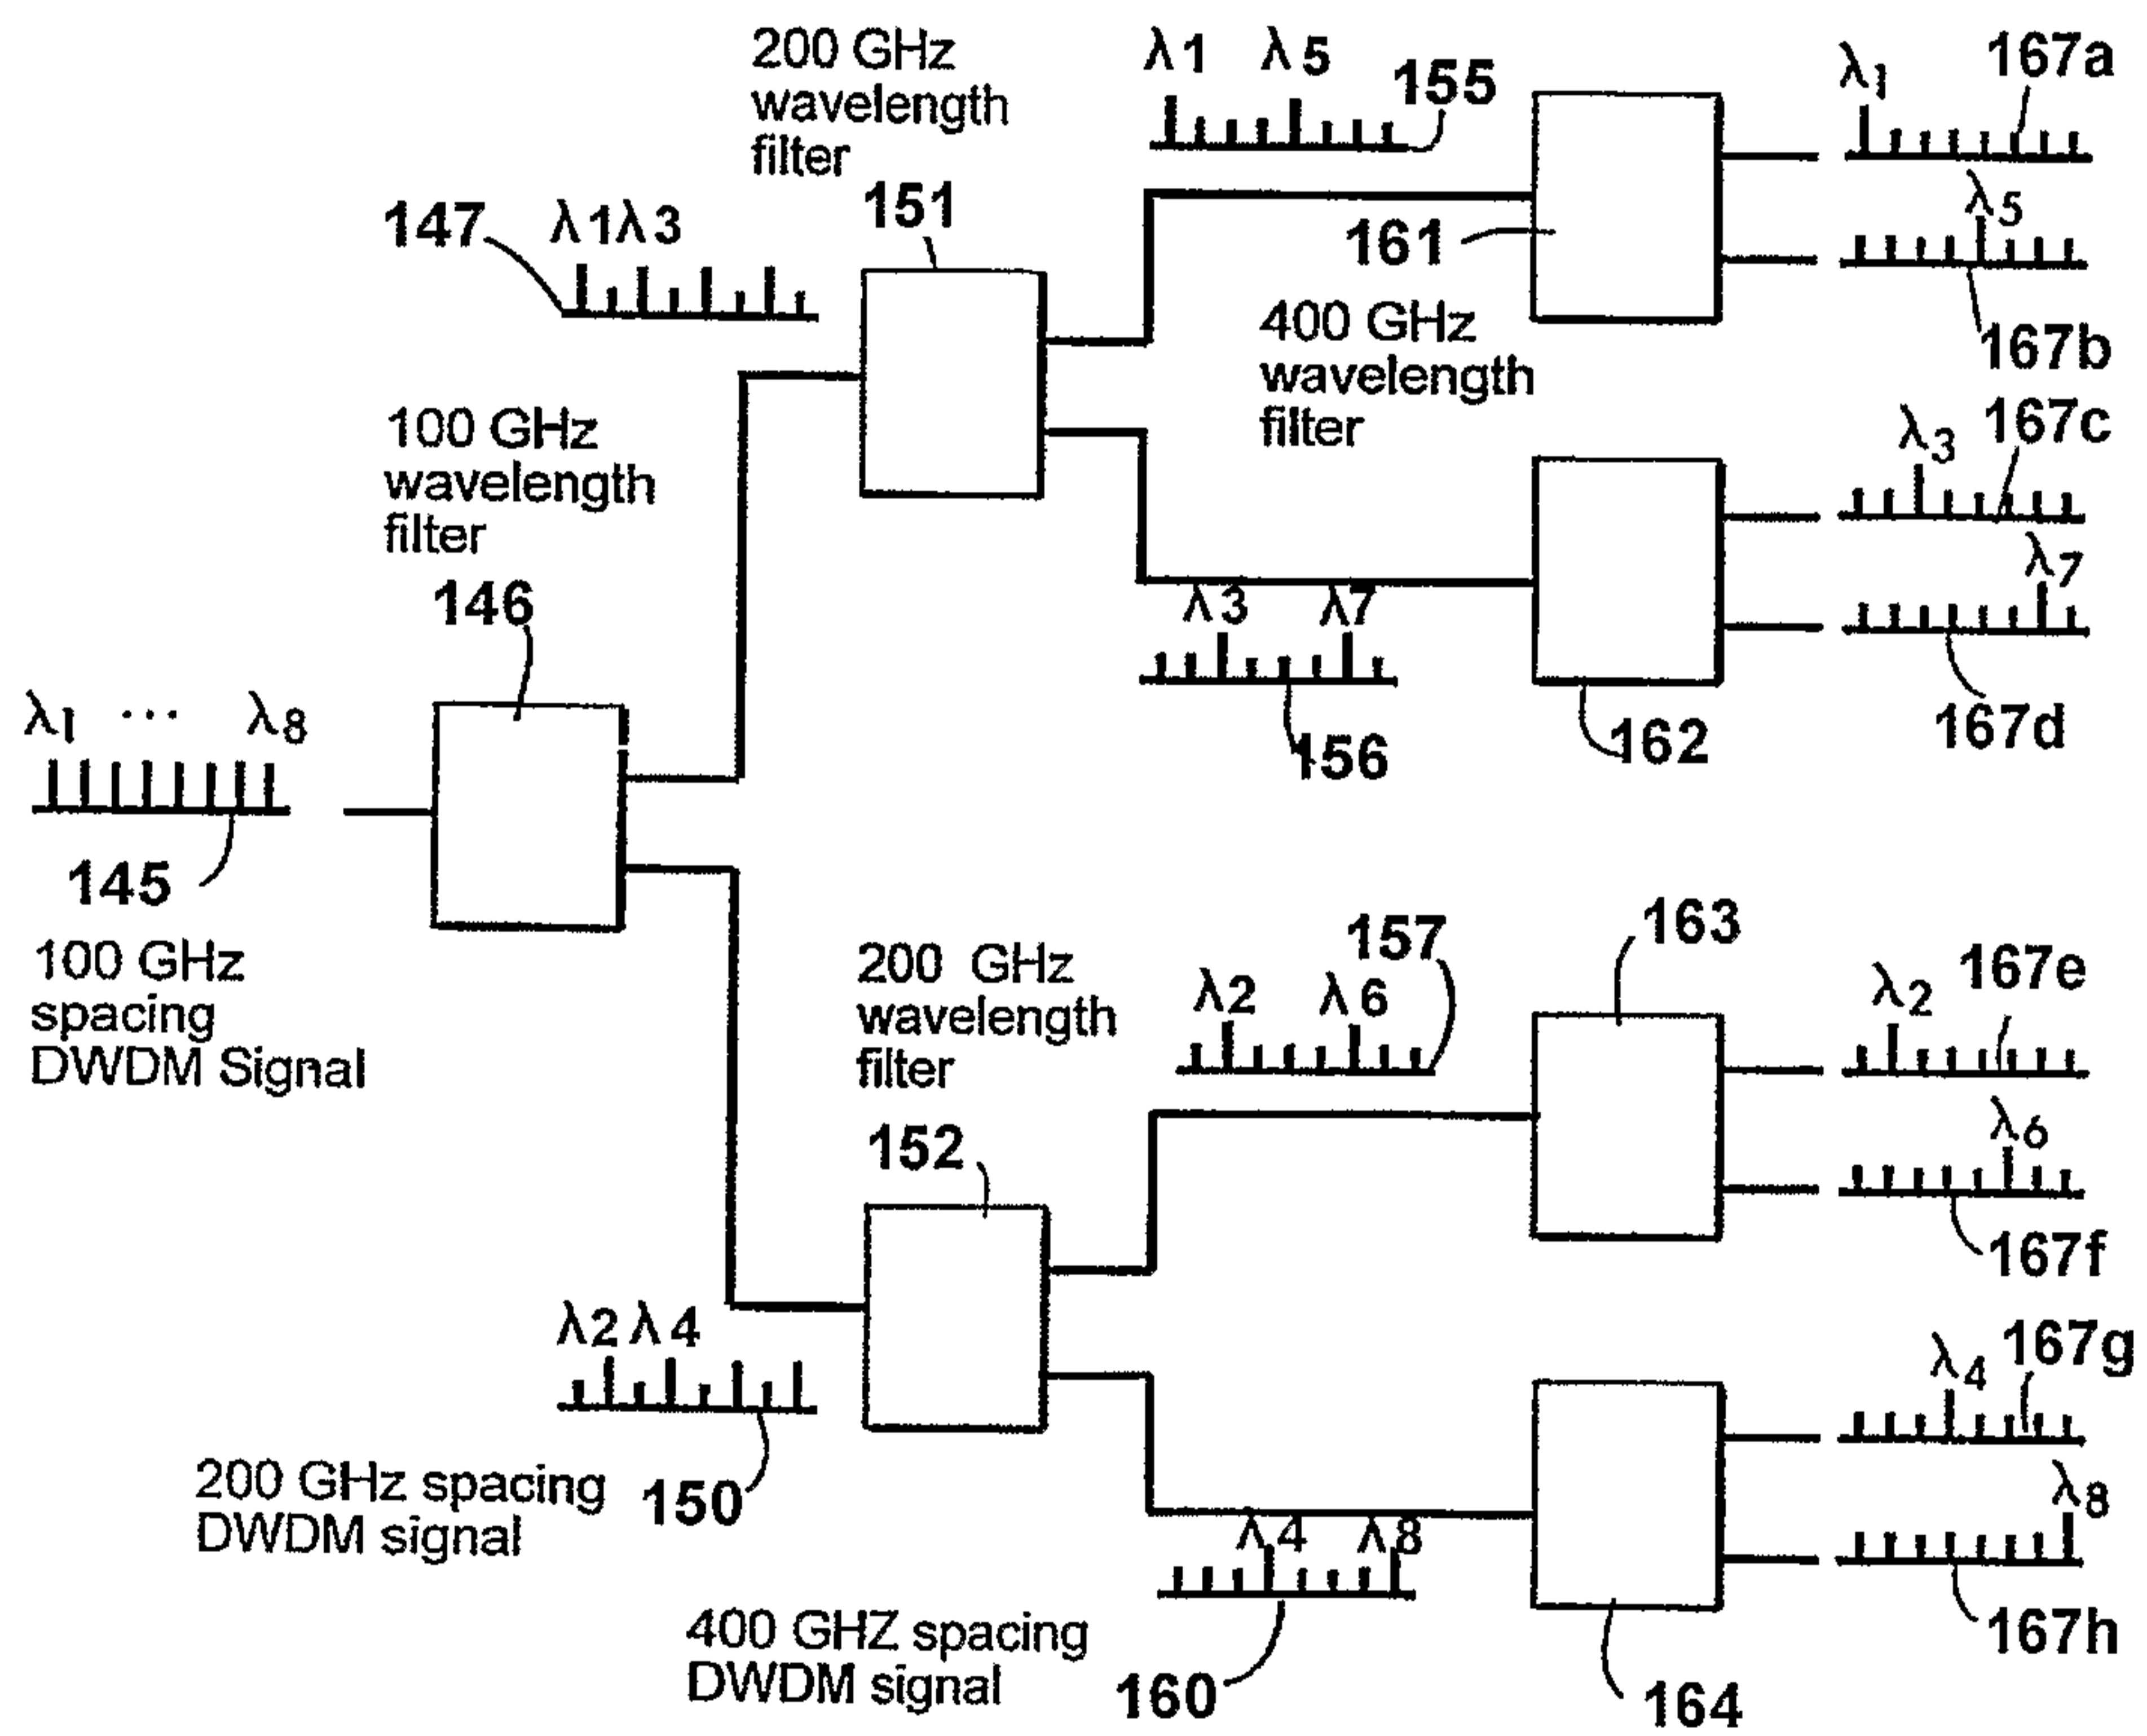 200 GHz
wavelength
filter
151
147
λ1λ3
λ1 λ5
155
161
λ1
167a
λ5
167b
400 GHz
wavelength
filter
λ3
167c
λ7
167d
162
λ3 λ7
156
100 GHz
wavelength
filter
146
λ1 ... λ8
145
100 GHz
spacing
DWDM Signal
200 GHz
wavelength
filter
152
157
λ2 λ6
163
λ2
167e
λ6
167f
λ2 λ4
150
200 GHz spacing
DWDM signal
λ4
167g
λ8
167h
λ4 λ8
160
164
400 GHZ spacing
DWDM signal